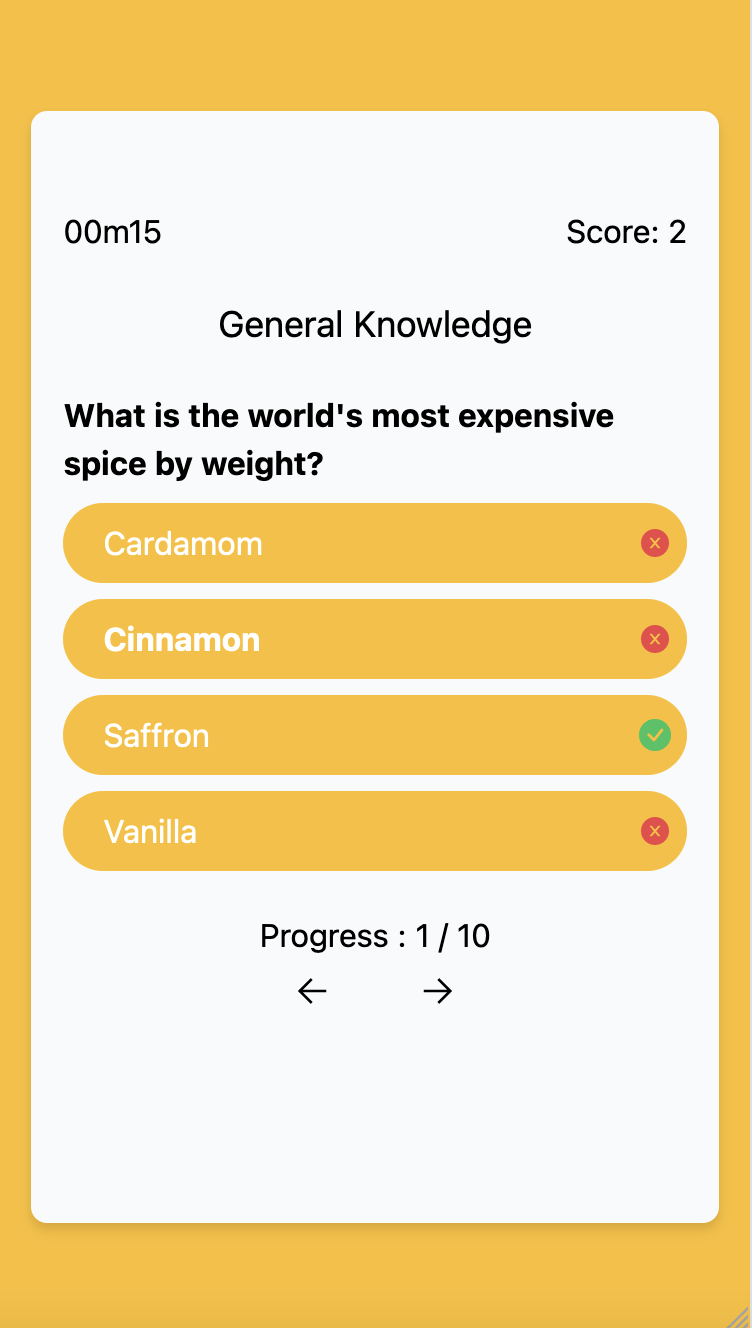 00m15 Score: 2
General Knowledge
What is the world's most expensive
spice by weight?
Cardamom
Cinnamon
Saffron
Vanilla
Progress : 1 / 10